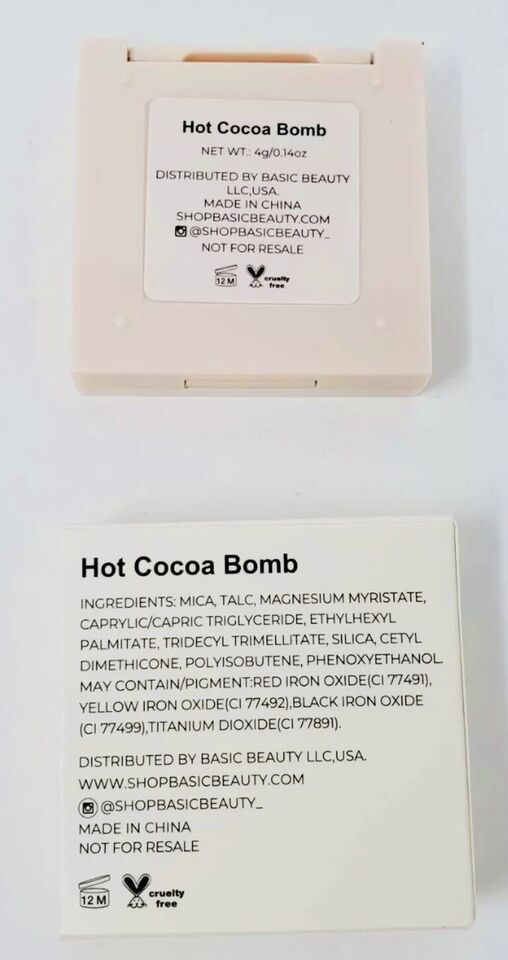 Hot Cocoa Bomb
NET WT.: 4g/0.14oz
DISTRIBUTED BY BASIC BEAUTY
LLC,USA.
MADE IN CHINA
SHOPBASICBEAUTY.COM
@SHOPBASICBEAUTY_
NOT FOR RESALE
12 M
cruelty
free
Hot Cocoa Bomb
INGREDIENTS: MICA, TALC, MAGNESIUM MYRISTATE,
CAPRYLIC/CAPRIC TRIGLYCERIDE, ETHYLHEXYL
PALMITATE, TRIDECYL TRIMELLITATE, SILICA, CETYL
DIMETHICONE, POLYISOBUTENE, PHENOXYETHANOL.
MAY CONTAIN/PIGMENT:RED IRON OXIDE(CI 77491),
YELLOW IRON OXIDE(CI 77492),BLACK IRON OXIDE
(CI 77499),TITANIUM DIOXIDE(CI 77891).
DISTRIBUTED BY BASIC BEAUTY LLC,USA.
WWW.SHOPBASICBEAUTY.COM
@SHOPBASICBEAUTY_
MADE IN CHINA
NOT FOR RESALE
12 M
cruelty
free